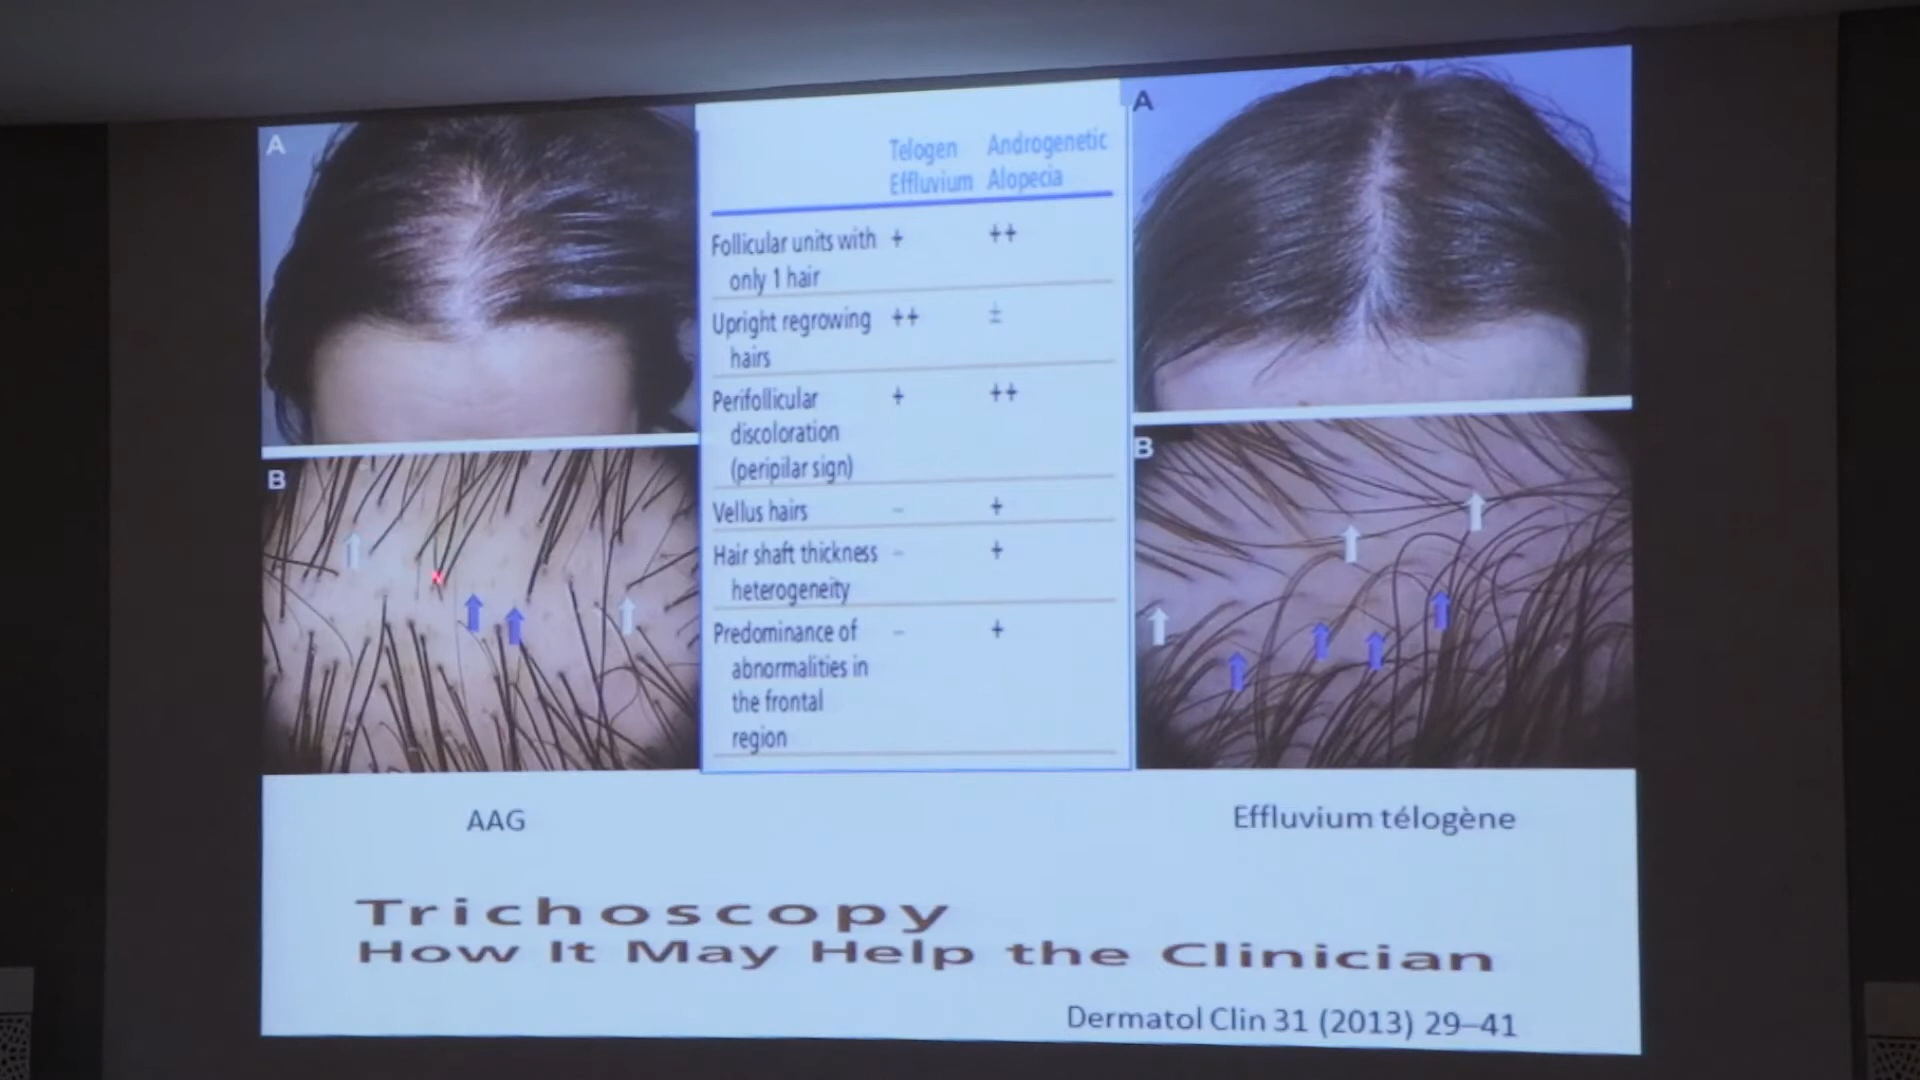 A
B
Telogen Effluvium
Androgenetic Alopecia
Follicular units with + ++
only 1 hair
Upright regrowing ++ ±
hairs
Perifollicular + ++
discoloration
(peripilar sign)
Vellus hairs – +
Hair shaft thickness – +
heterogeneity
Predominance of – +
abnormalities in
the frontal
region
A
B
AAG
Effluvium télogène
Trichoscopy
How It May Help the Clinician
Dermatol Clin 31 (2013) 29–41